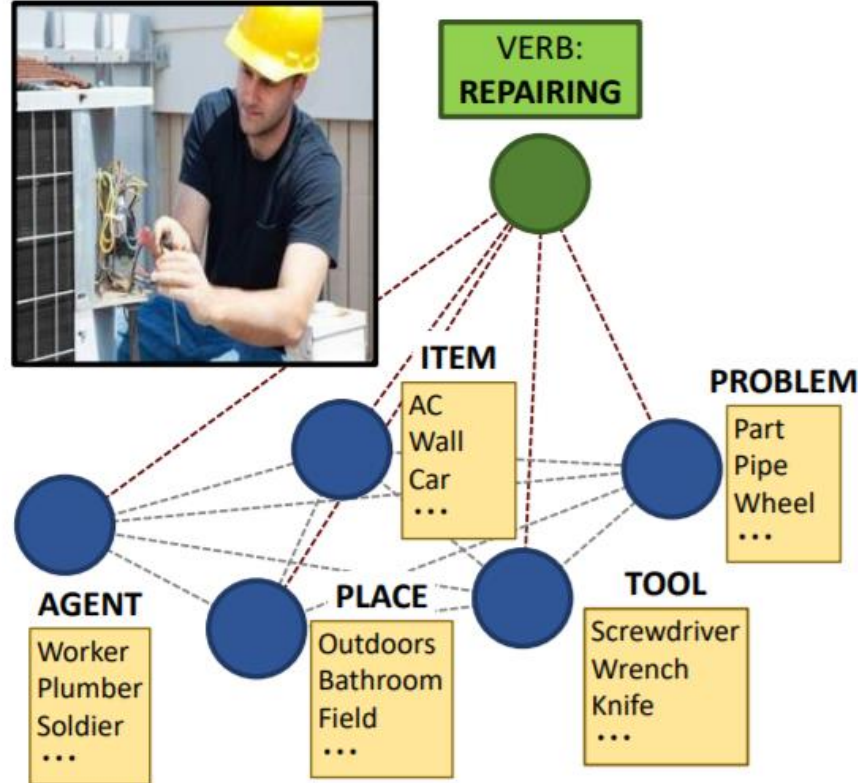 VERB:
REPAIRING
ITEM
AC
Wall
Car
...
PROBLEM
Part
Pipe
Wheel
...
AGENT
Worker
Plumber
Soldier
...
PLACE
Outdoors
Bathroom
Field
...
TOOL
Screwdriver
Wrench
Knife
...